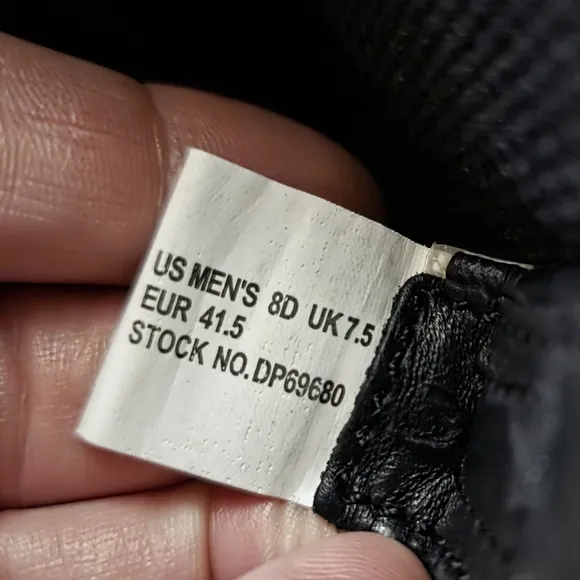 US MEN'S 8D UK 7.5
EUR 41.5
STOCK NO. DP69680